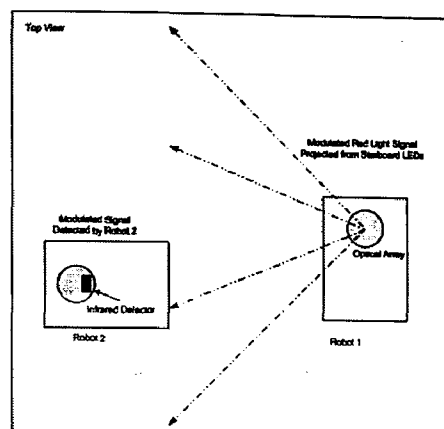 Top View
Modulated Red Light Signal
Projected from Starboard LEDs
Optical Array
Robot 1
Modulated Signal
Detected by Robot 2
Infrared Detector
Robot 2